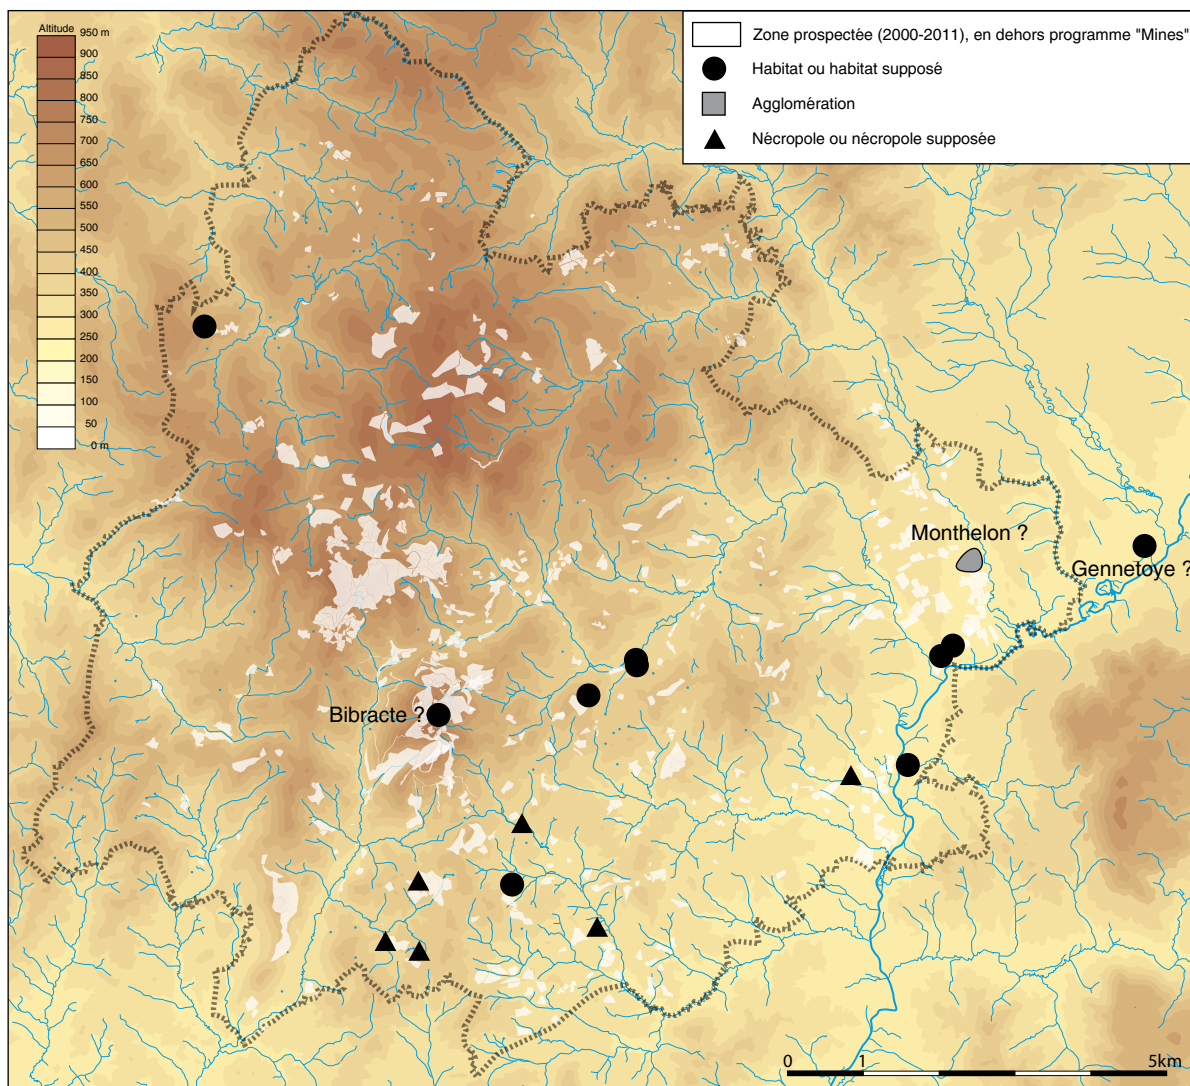 Altitude
950 m
900
850
800
750
700
650
600
550
500
450
400
350
300
250
200
150
100
50
0 m
Zone prospectée (2000-2011), en dehors programme "Mines"
Habitat ou habitat supposé
Agglomération
Nécropole ou nécropole supposée
Monthelon ?
Gennetoye ?
Bibracte ?
0 1 5km